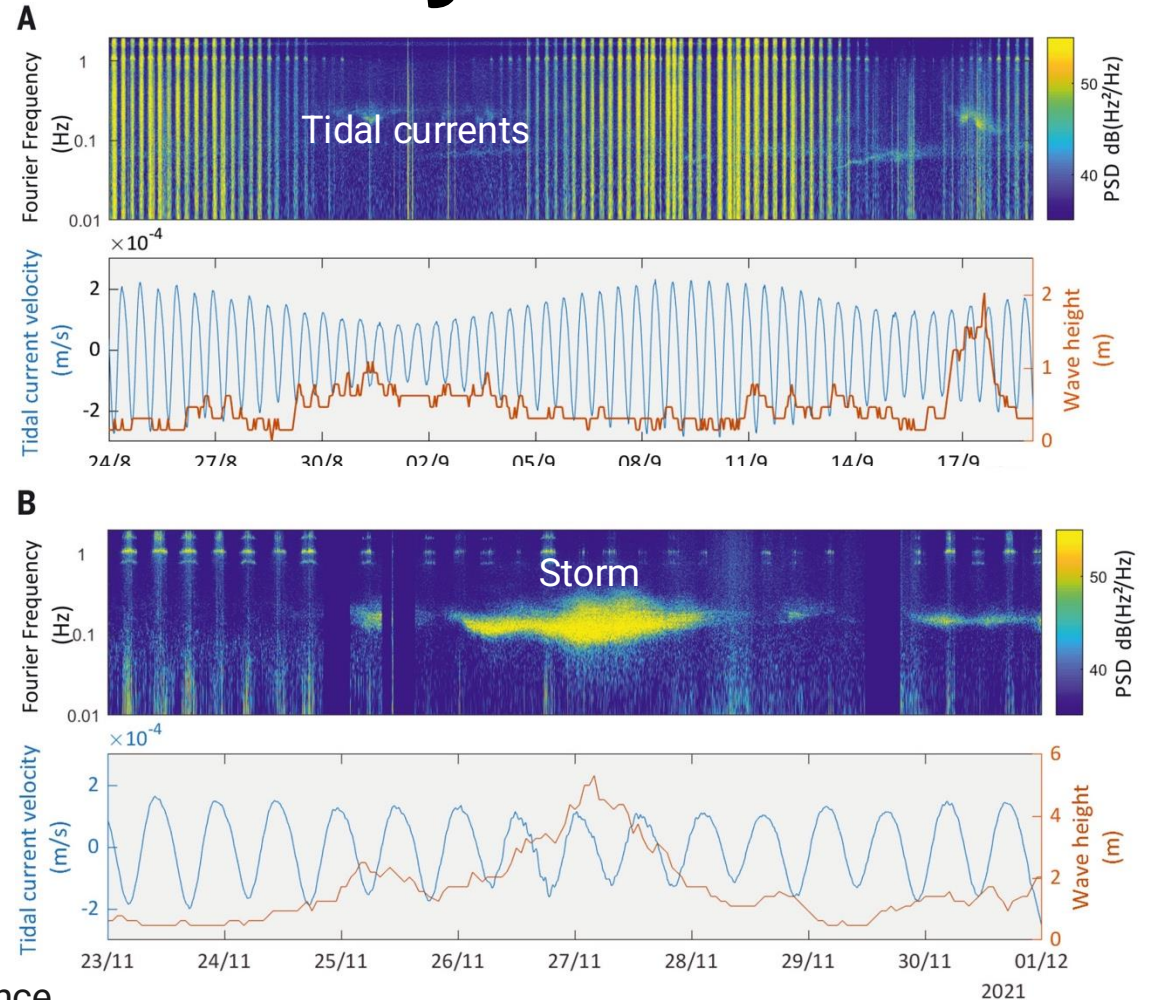 A
Fourier Frequency
(Hz)
1
0.1
0.01
Tidal currents
50
40
PSD dB(Hz²/Hz)
×10⁻⁴
Tidal current velocity
(m/s)
2
0
-2
2
1
0
Wave height
(m)
24/8 27/8 30/8 02/9 05/9 08/9 11/9 14/9 17/9
B
Fourier Frequency
(Hz)
1
0.1
0.01
Storm
50
40
PSD dB(Hz²/Hz)
×10⁻⁴
Tidal current velocity
(m/s)
2
0
-2
6
4
2
0
Wave height
(m)
23/11 24/11 25/11 26/11 27/11 28/11 29/11 30/11 01/12
2021
nce